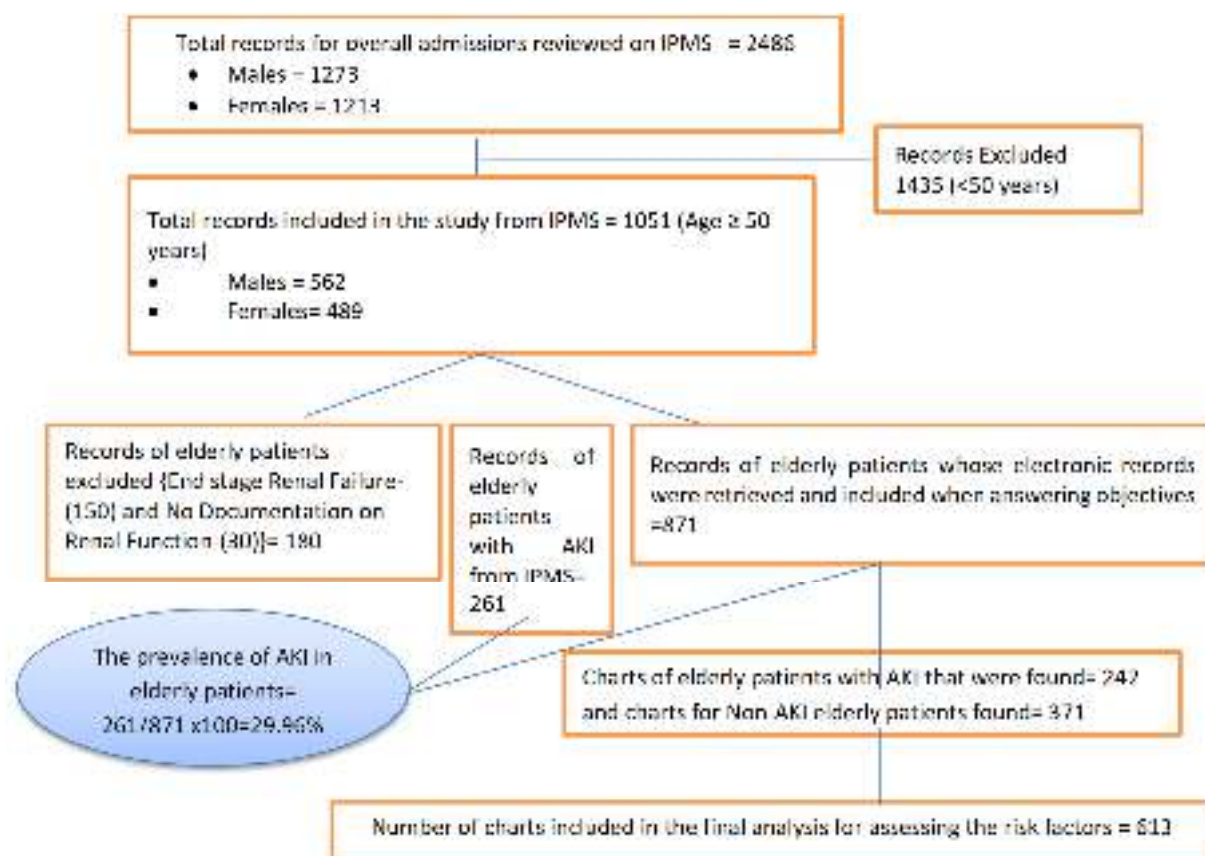 Total records for overall admissions reviewed on IPMS = 2486
• Males = 1273
• Females = 1213
Records Excluded
1435 (<50 years)
Total records included in the study from IPMS = 1051 (Age ≥ 50
years)
• Males = 562
• Females= 489
Records of elderly patients
excluded {End stage Renal Failure-
(150) and No Documentation on
Renal Function (30)}= 180
Records of
elderly
patients
with AKI
from IPMS=
261
Records of elderly patients whose electronic records
were retrieved and included when answering objectives
=871
The prevalence of AKI in
elderly patients=
261/871 x100=29.96%
Charts of elderly patients with AKI that were found= 242
and charts for Non AKI elderly patients found= 371
Number of charts included in the final analysis for assessing the risk factors = 613